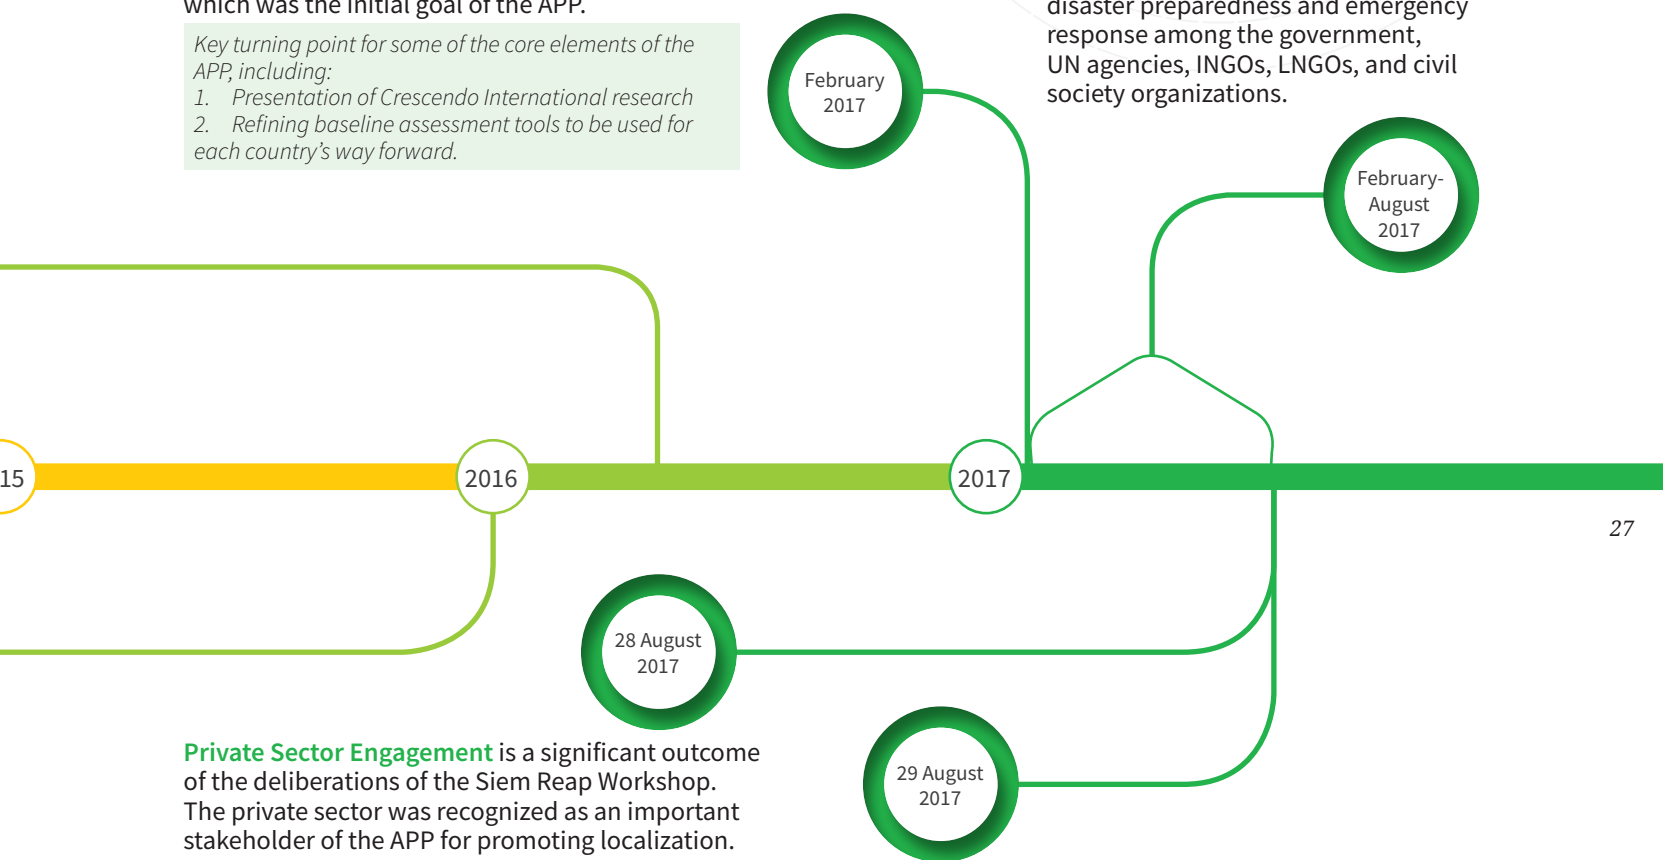 which was the initial goal of the APP.
Key turning point for some of the core elements of the
APP, including:
1. Presentation of Crescendo International research
2. Refining baseline assessment tools to be used for
each country’s way forward.
February
2017
disaster preparedness and emergency
response among the government,
UN agencies, INGOs, LNGOs, and civil
society organizations.
February-
August
2017
15
2016
2017
27
28 August
2017
Private Sector Engagement is a significant outcome
of the deliberations of the Siem Reap Workshop.
The private sector was recognized as an important
stakeholder of the APP for promoting localization.
29 August
2017